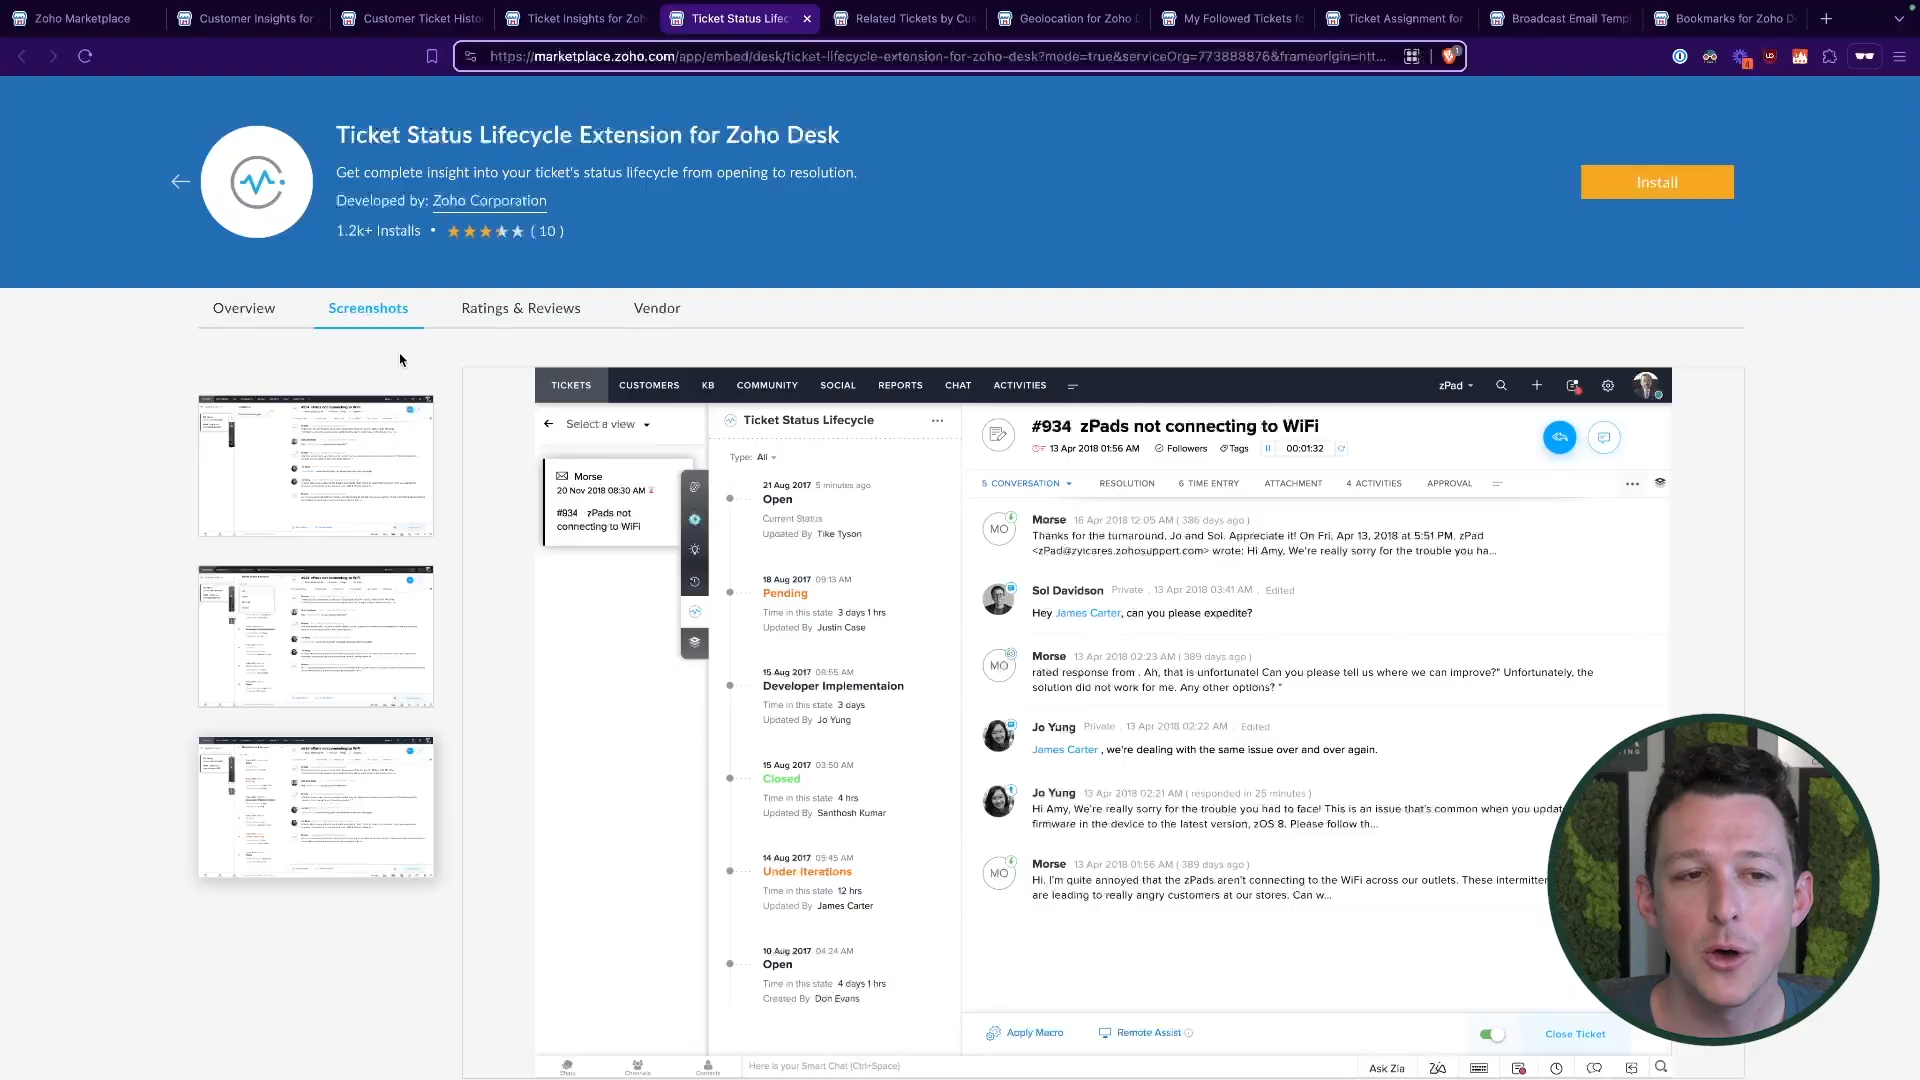 Zoho Marketplace
Customer Insights for
Customer Ticket Histo
Ticket Insights for Zoh
Ticket Status Lifec
Related Tickets by Cus
Geolocation for Zoho D
My Followed Tickets fo
Ticket Assignment for
Broadcast Email Templ
Bookmarks for Zoho De
https://marketplace.zoho.com/app/embed/desk/ticket-lifecycle-extension-for-zoho-desk?mode=true&serviceOrg=773888876&frameorigin=htt...
Ticket Status Lifecycle Extension for Zoho Desk
Get complete insight into your ticket's status lifecycle from opening to resolution.
Developed by: Zoho Corporation
1.2k+ Installs • ( 10 )
Install
Overview
Screenshots
Ratings & Reviews
Vendor
TICKETS
CUSTOMERS
KB
COMMUNITY
SOCIAL
REPORTS
CHAT
ACTIVITIES
zPad
Select a view
Morse
20 Nov 2018 08:30 AM
#934 zPads not
connecting to WiFi
Ticket Status Lifecycle
Type: All
21 Aug 2017 5 minutes ago
Open
Current Status
Updated By Tike Tyson
18 Aug 2017 09:13 AM
Pending
Time in this state 3 days 1 hrs
Updated By Justin Case
15 Aug 2017 08:55 AM
Developer Implementaion
Time in this state 3 days
Updated By Jo Yung
15 Aug 2017 03:50 AM
Closed
Time in this state 4 hrs
Updated By Santhosh Kumar
14 Aug 2017 05:45 AM
Under Iterations
Time in this state 12 hrs
Updated By James Carter
10 Aug 2017 04:24 AM
Open
Time in this state 4 days 1 hrs
Created By Don Evans
#934 zPads not connecting to WiFi
13 Apr 2018 01:56 AM Followers Tags 00:01:32
5 CONVERSATION
RESOLUTION
6 TIME ENTRY
ATTACHMENT
4 ACTIVITIES
APPROVAL
MO
Morse 16 Apr 2018 12:05 AM ( 386 days ago )
Thanks for the turnaround, Jo and Sol. Appreciate it! On Fri, Apr 13, 2018 at 5:51 PM, zPad
<zPad@zylcares.zohosupport.com> wrote: Hi Amy, We're really sorry for the trouble you ha...
Sol Davidson Private . 13 Apr 2018 03:41 AM . Edited
Hey James Carter, can you please expedite?
MO
Morse 13 Apr 2018 02:23 AM ( 389 days ago )
rated response from . Ah, that is unfortunate! Can you please tell us where we can improve?" Unfortunately, the
solution did not work for me. Any other options? "
Jo Yung Private . 13 Apr 2018 02:22 AM . Edited
James Carter , we're dealing with the same issue over and over again.
Jo Yung 13 Apr 2018 02:21 AM ( responded in 25 minutes )
Hi Amy, We're really sorry for the trouble you had to face! This is an issue that's common when you updat
firmware in the device to the latest version, zOS 8. Please follow th...
MO
Morse 13 Apr 2018 01:56 AM ( 389 days ago )
Hi, I'm quite annoyed that the zPads aren't connecting to the WiFi across our outlets. These intermitten
are leading to really angry customers at our stores. Can w...
Apply Macro
Remote Assist
Close Ticket
Channels
Contacts
Here is your Smart Chat (Ctrl+Space)
Ask Zia